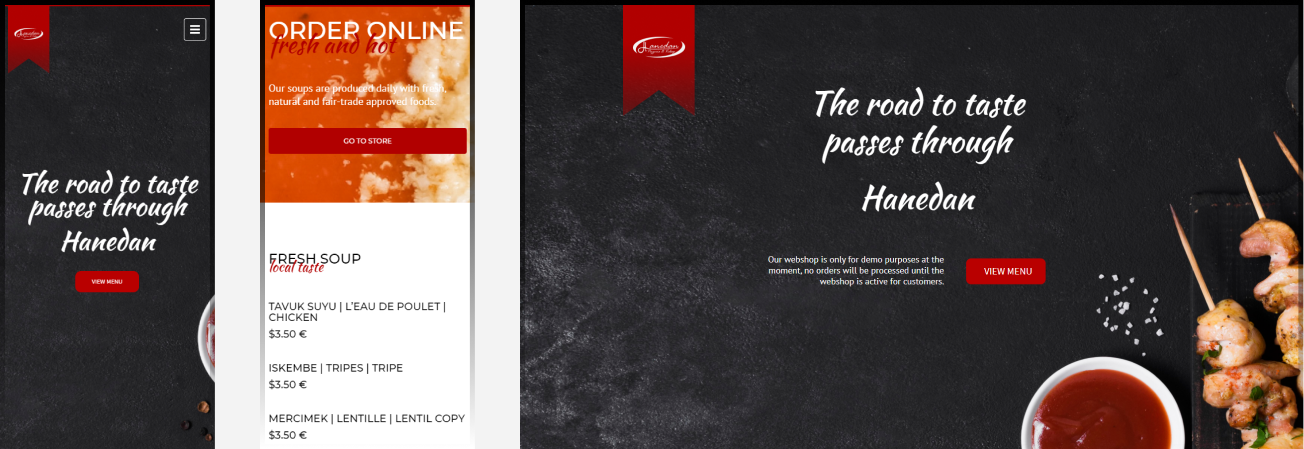 Hanedan
The road to taste
passes through
Hanedan
VIEW MENU
ORDER ONLINE
fresh and hot
Our soups are produced daily with fresh,
natural and fair-trade approved foods.
GO TO STORE
FRESH SOUP
local taste
TAVUK SUYU | L'EAU DE POULET |
CHICKEN
$3.50 €
ISKEMBE | TRIPES | TRIPE
$3.50 €
MERCIMEK | LENTILLE | LENTIL COPY
$3.50 €
Hanedan
The road to taste
passes through
Hanedan
Our webshop is only for demo purposes at the
moment, no orders will be processed until the
webshop is active for customers.
VIEW MENU